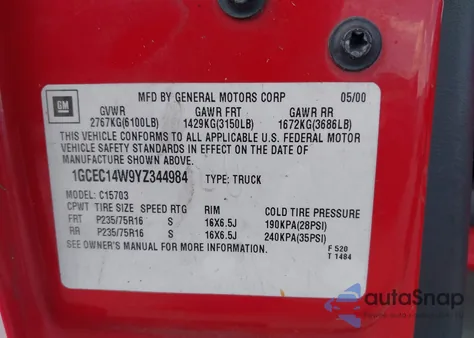 GM
MFD BY GENERAL MOTORS CORP 05/00
GVWR GAWR FRT GAWR RR
2767KG(6100LB) 1429KG(3150LB) 1672KG(3686LB)
THIS VEHICLE CONFORMS TO ALL APPLICABLE U.S. FEDERAL MOTOR
VEHICLE SAFETY STANDARDS IN EFFECT ON THE DATE OF
MANUFACTURE SHOWN ABOVE.
1GCEC14W9YZ344984 TYPE: TRUCK
MODEL: C15703
CPWT TIRE SIZE SPEED RTG RIM COLD TIRE PRESSURE
FRT P235/75R16 S 16X6.5J 190KPA(28PSI)
RR P235/75R16 S 16X6.5J 240KPA(35PSI)
SEE OWNER'S MANUAL FOR MORE INFORMATION.
F 520
T 1484
autoSnap
www.autosnap